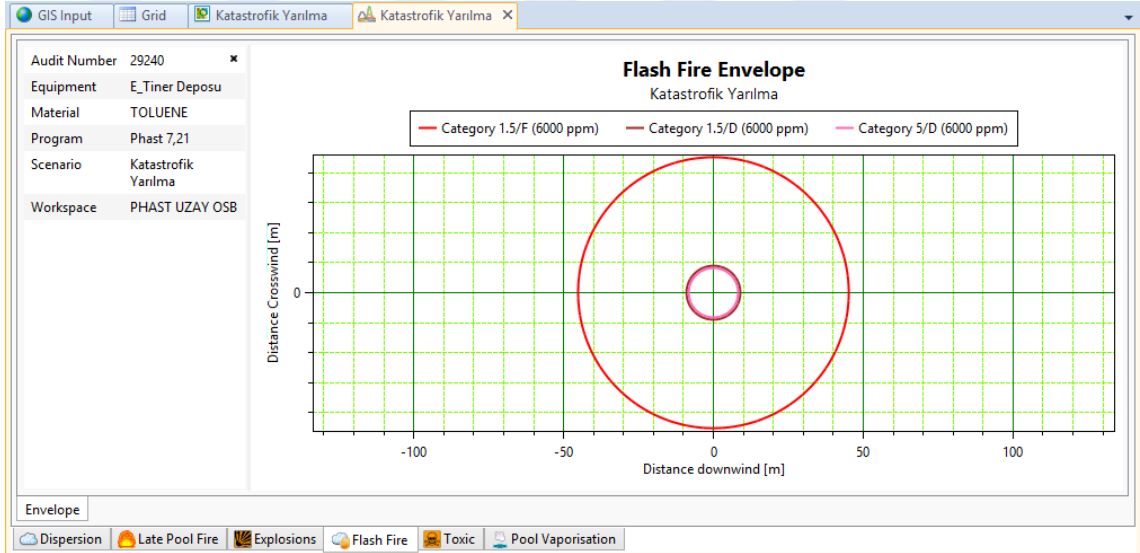 GIS Input
Grid
Katastrofik Yarılma
Katastrofik Yarılma
Audit Number 29240
Equipment E_Tiner Deposu
Material TOLUENE
Program Phast 7,21
Scenario Katastrofik
Yarılma
Workspace PHAST UZAY OSB
Flash Fire Envelope
Katastrofik Yarılma
Category 1.5/F (6000 ppm) Category 1.5/D (6000 ppm) Category 5/D (6000 ppm)
Distance Crosswind [m]
0
-100 -50 0 50 100
Distance downwind [m]
Envelope
Dispersion Late Pool Fire Explosions Flash Fire Toxic Pool Vaporisation